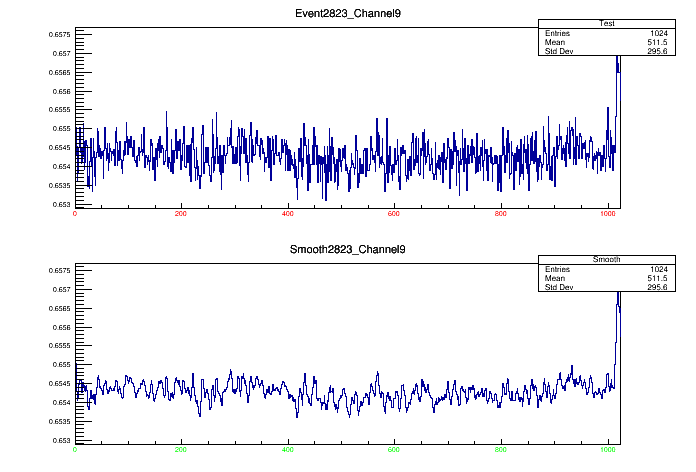 Event2823_Channel9
Test
Entries 1024
Mean 511.5
Std Dev 295.6
0.6575
0.657
0.6565
0.656
0.6555
0.655
0.6545
0.654
0.6535
0.653
0 200 400 600 800 1000
Smooth2823_Channel9
Smooth
Entries 1024
Mean 511.5
Std Dev 295.6
0.6575
0.657
0.6565
0.656
0.6555
0.655
0.6545
0.654
0.6535
0.653
0 200 400 600 800 1000